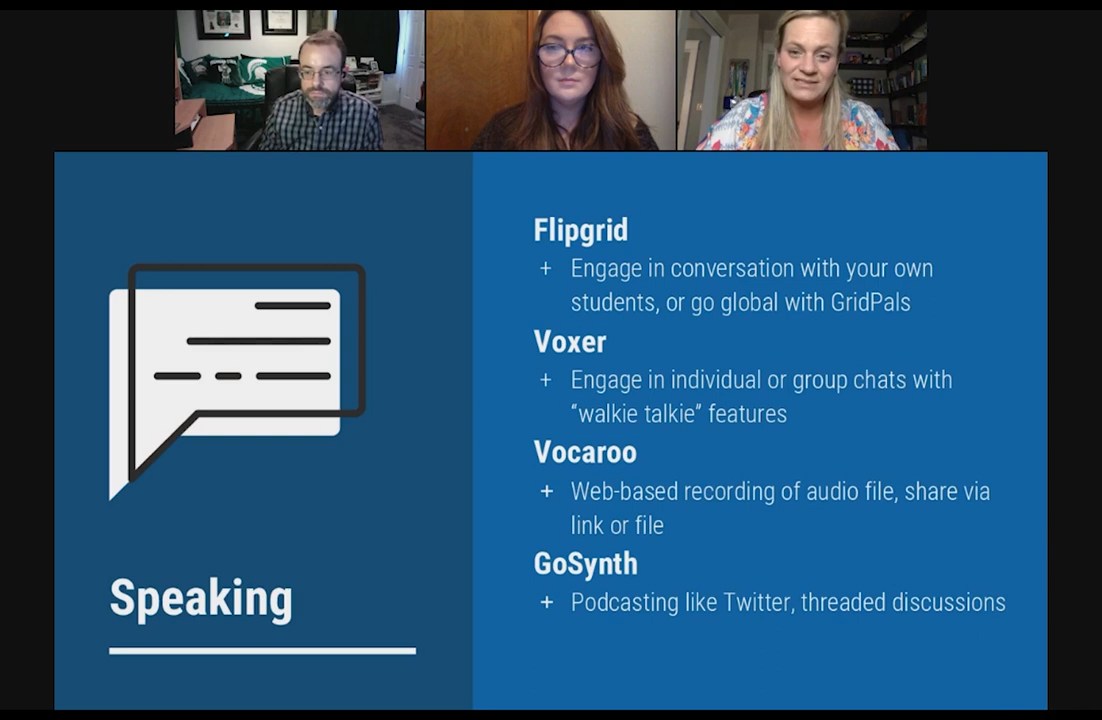 Speaking
Flipgrid
+ Engage in conversation with your own
students, or go global with GridPals
Voxer
+ Engage in individual or group chats with
“walkie talkie” features
Vocaroo
+ Web-based recording of audio file, share via
link or file
GoSynth
+ Podcasting like Twitter, threaded discussions